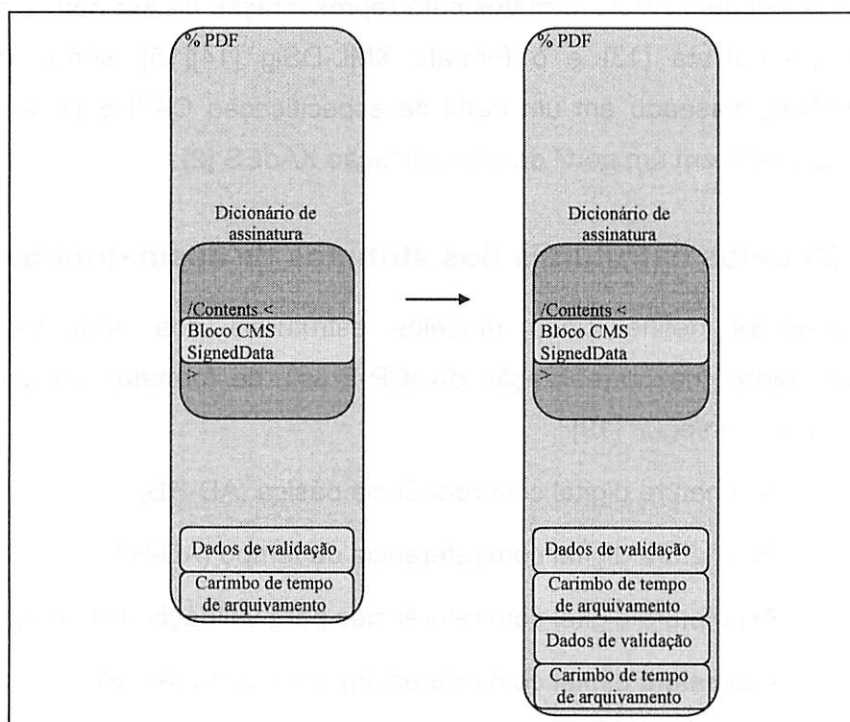 % PDF
Dicionário de
assinatura
/Contents <
Bloco CMS
SignedData
>
Dados de validação
Carimbo de tempo
de arquivamento
% PDF
Dicionário de
assinatura
/Contents <
Bloco CMS
SignedData
>
Dados de validação
Carimbo de tempo
de arquivamento
Dados de validação
Carimbo de tempo
de arquivamento